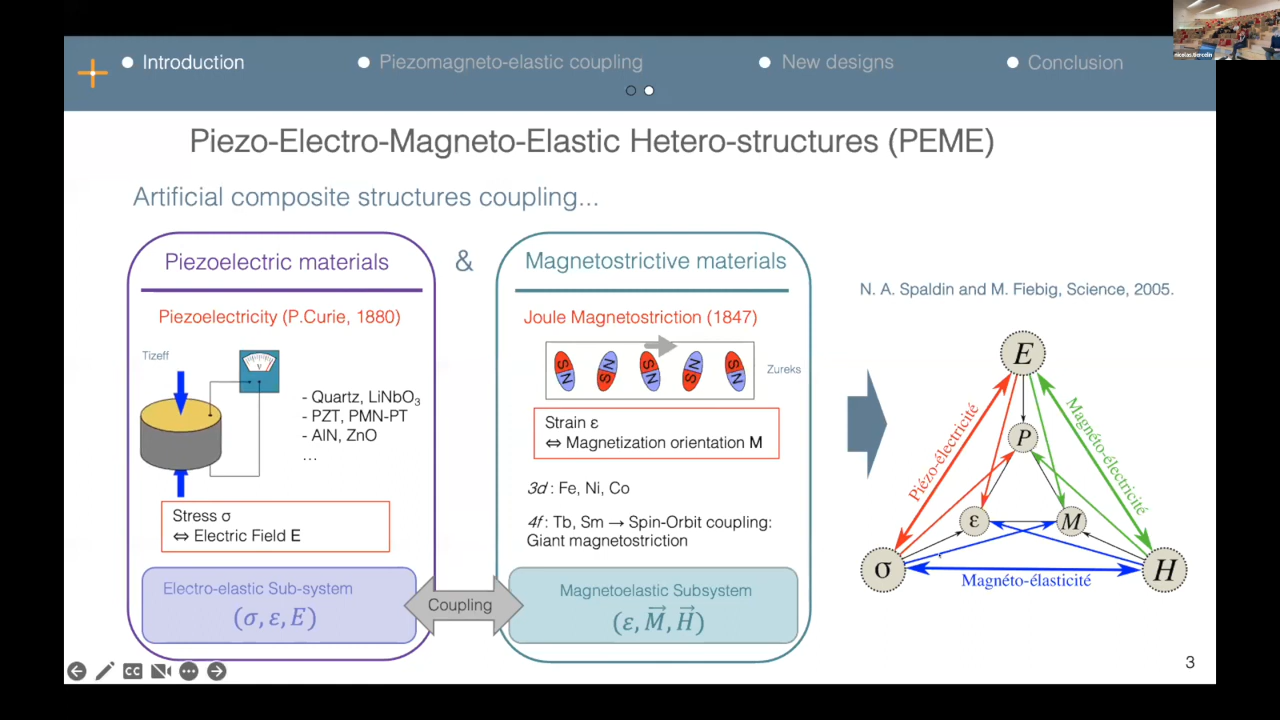 Introduction
Piezomagneto-elastic coupling
New designs
Conclusion
nicolas.tiercelin
Piezo-Electro-Magneto-Elastic Hetero-structures (PEME)
Artificial composite structures coupling...
Piezoelectric materials
&
Magnetostrictive materials
Piezoelectricity (P.Curie, 1880)
Tizeff
V
- Quartz, LiNbO₃
- PZT, PMN-PT
- AlN, ZnO
...
Stress σ
⇔ Electric Field E
Electro-elastic Sub-system
(σ, ε, E)
Coupling
Joule Magnetostriction (1847)
S N
N S
S N
N S
S N
Zureks
Strain ε
⇔ Magnetization orientation M
3d : Fe, Ni, Co
4f : Tb, Sm → Spin-Orbit coupling:
Giant magnetostriction
Magnetoelastic Subsystem
(ε, M⃗, H⃗)
N. A. Spaldin and M. Fiebig, Science, 2005.
E
Piézo-électricité
Magnéto-électricité
P
ε
M
σ
Magnéto-élasticité
H
CC
3